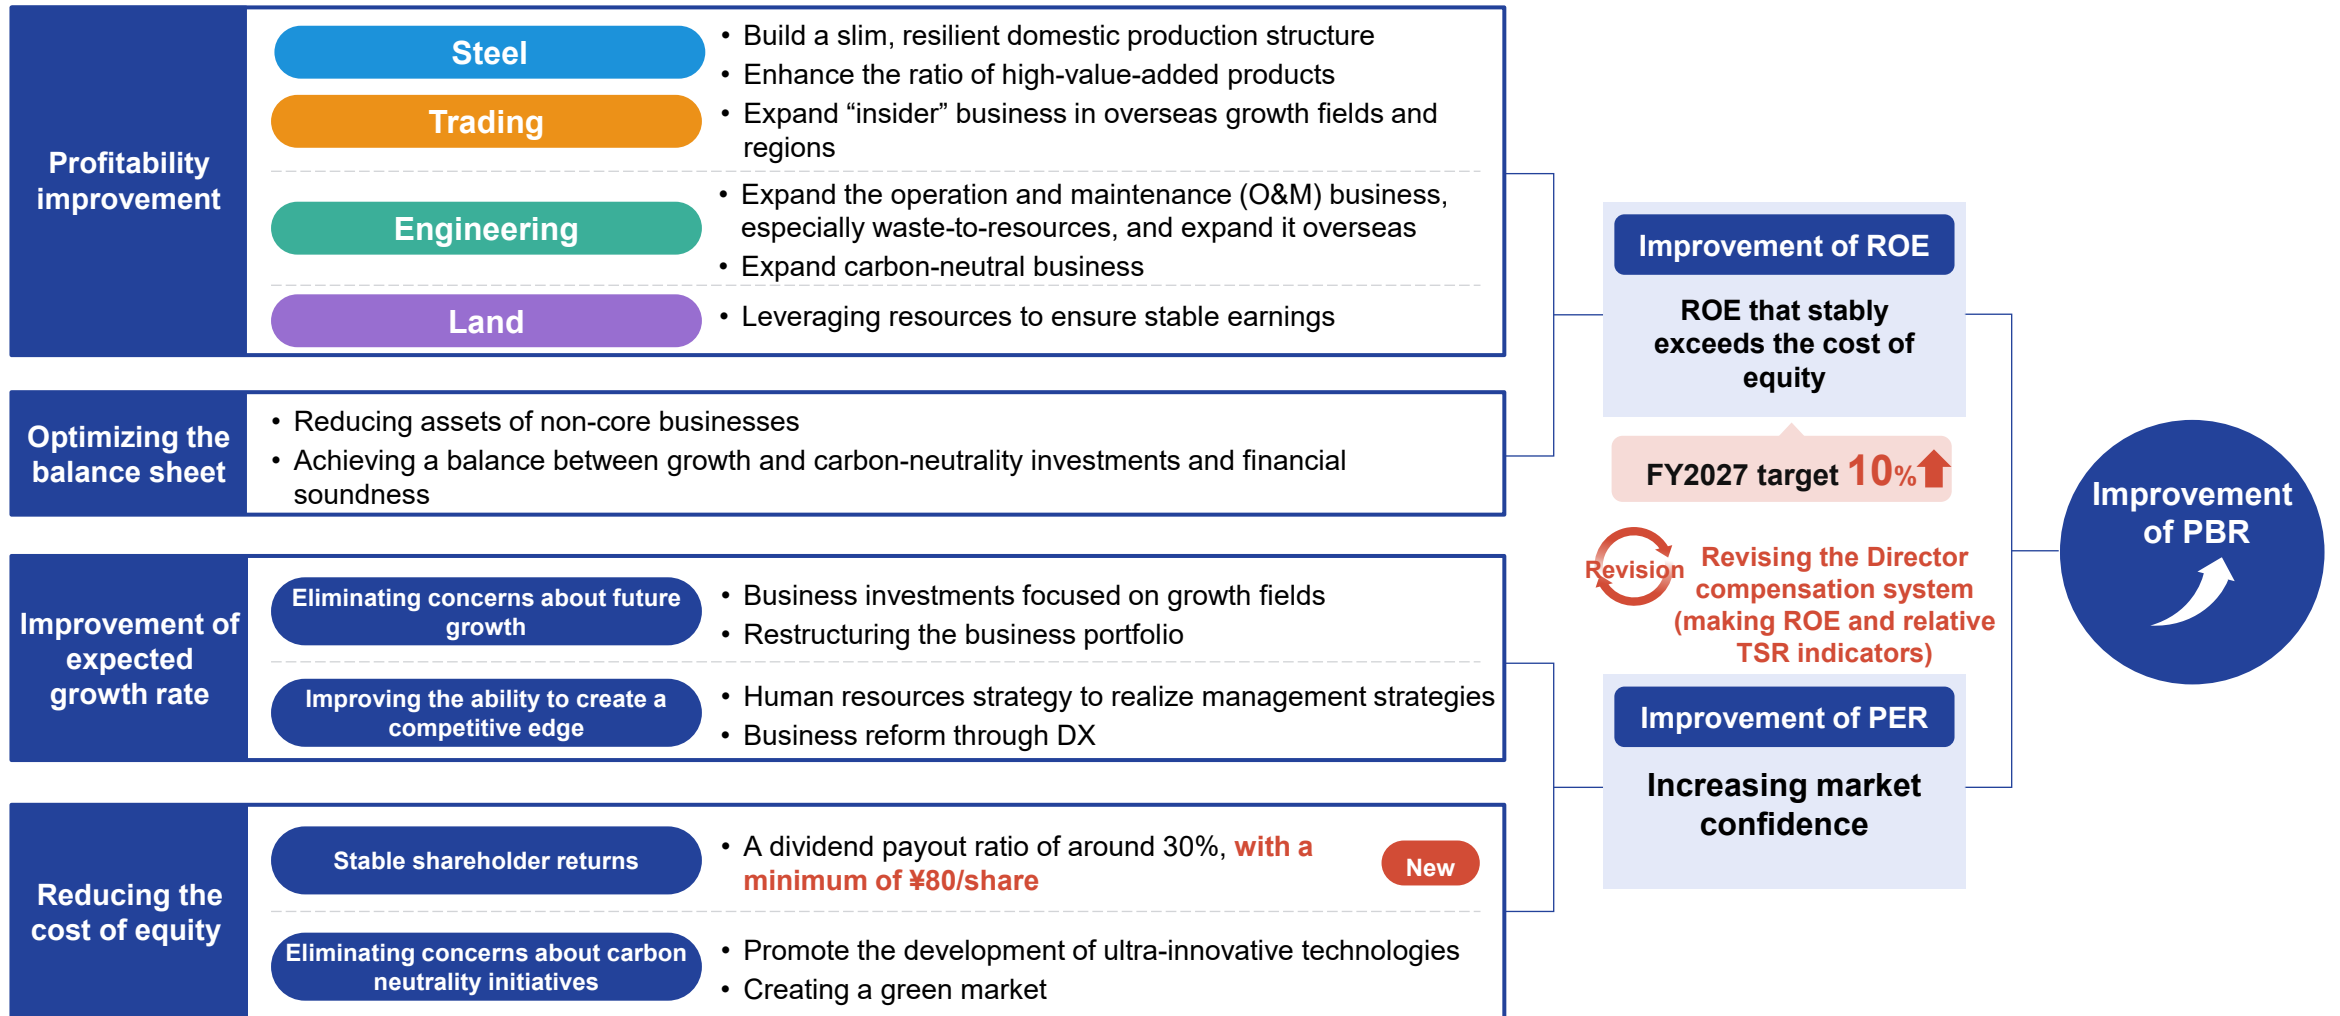 Profitability
improvement
Steel
Trading
• Build a slim, resilient domestic production structure
• Enhance the ratio of high-value-added products
• Expand “insider” business in overseas growth fields and
regions
Engineering
• Expand the operation and maintenance (O&M) business,
especially waste-to-resources, and expand it overseas
• Expand carbon-neutral business
Land
• Leveraging resources to ensure stable earnings
Optimizing the
balance sheet
• Reducing assets of non-core businesses
• Achieving a balance between growth and carbon-neutrality investments and financial
soundness
Improvement of
expected
growth rate
Eliminating concerns about future
growth
• Business investments focused on growth fields
• Restructuring the business portfolio
Improving the ability to create a
competitive edge
• Human resources strategy to realize management strategies
• Business reform through DX
Reducing the
cost of equity
Stable shareholder returns
• A dividend payout ratio of around 30%, with a
minimum of ¥80/share
New
Eliminating concerns about carbon
neutrality initiatives
• Promote the development of ultra-innovative technologies
• Creating a green market
Improvement of ROE
ROE that stably
exceeds the cost of
equity
FY2027 target 10%
Revision
Revising the Director
compensation system
(making ROE and relative
TSR indicators)
Improvement of PER
Increasing market
confidence
Improvement
of PBR